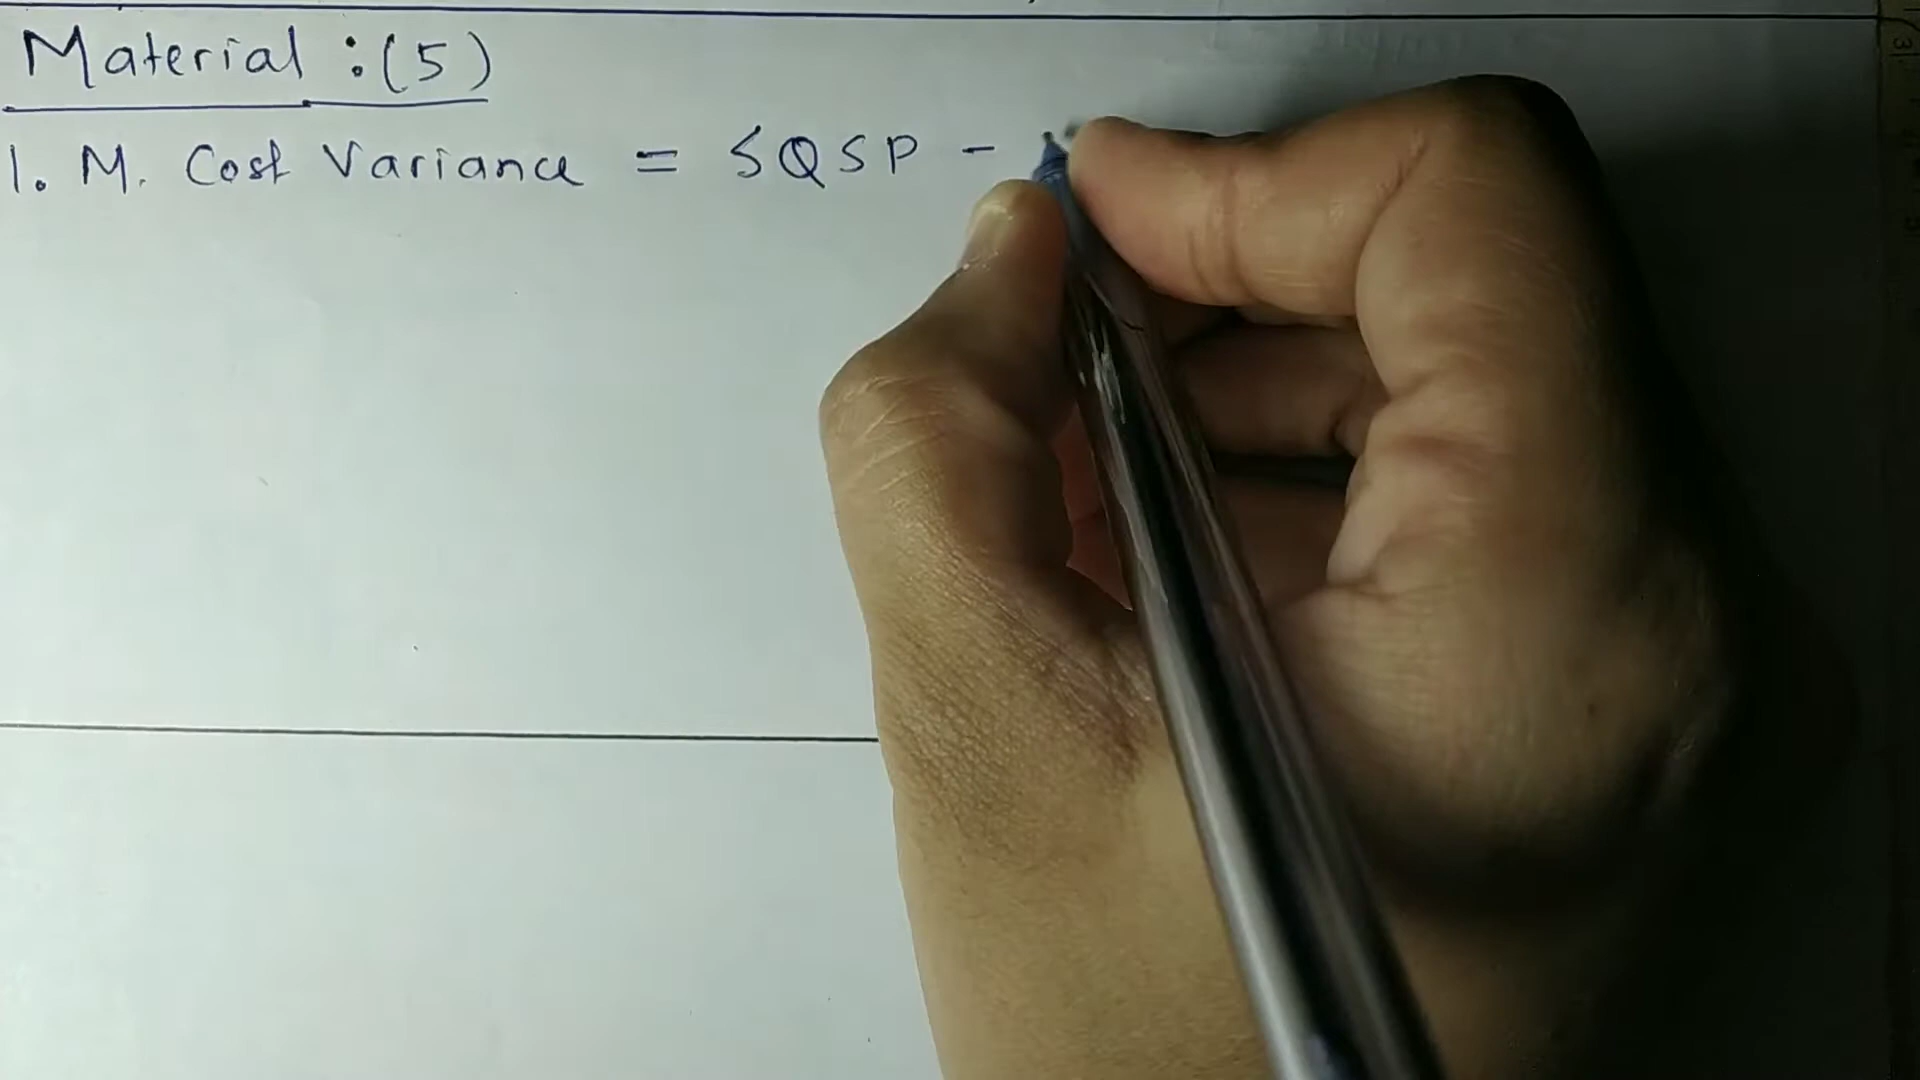 Material :(5)
1. M. Cost Variance = SQSP -